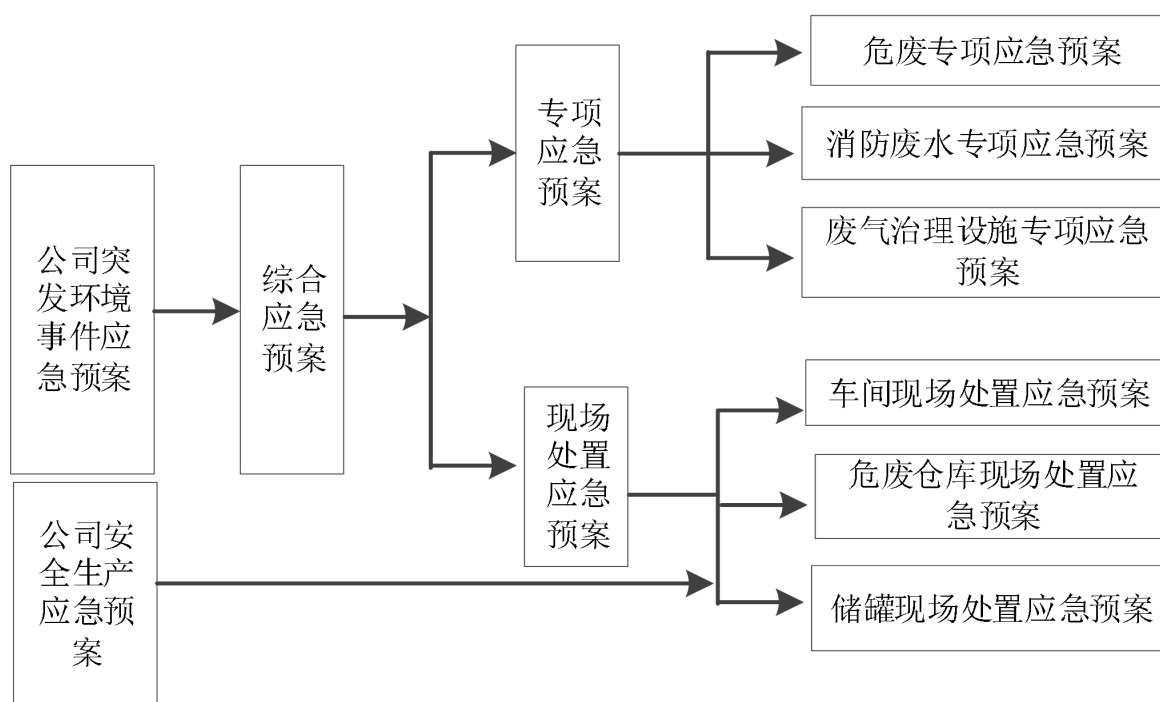 公司突
发环境
事件应
急预案
综合
应急
预案
专项
应急
预案
危废专项应急预案
消防废水专项应急预案
废气治理设施专项应急
预案
现场
处置
应急
预案
车间现场处置应急预案
危废仓库现场处置应
急预案
储罐现场处置应急预案
公司安
全生产
应急预
案